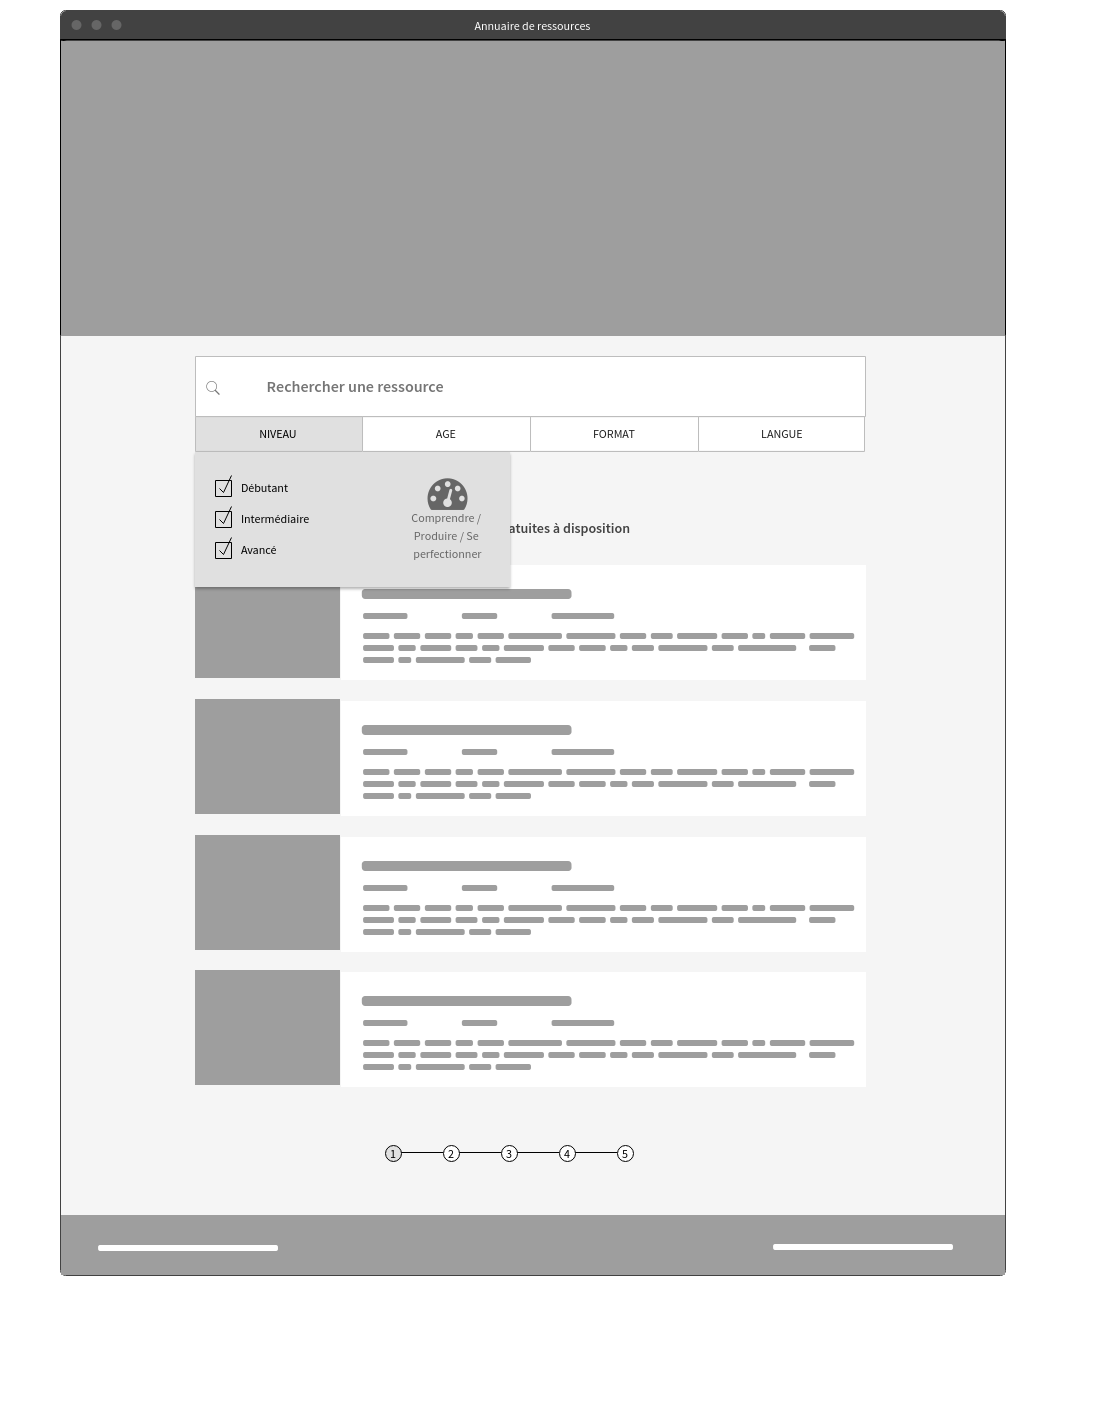 Annuaire de ressources
Rechercher une ressource
NIVEAU AGE FORMAT LANGUE
Débutant
Intermédiaire
Avancé
Comprendre /
Produire / Se
perfectionner
à disposition
1 2 3 4 5